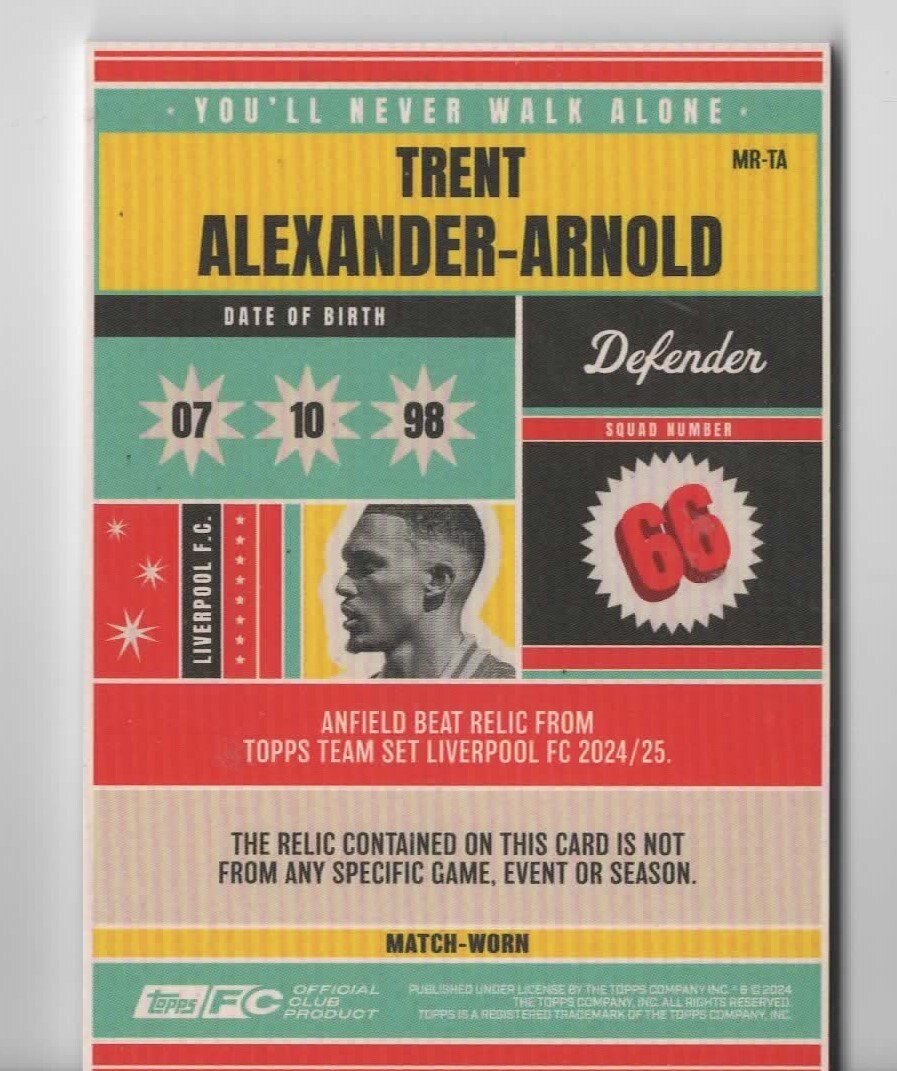 YOU'LL NEVER WALK ALONE
MR-TA
TRENT
ALEXANDER-ARNOLD
DATE OF BIRTH
07 10 98
Defender
SQUAD NUMBER
66
LIVERPOOL F.C.
ANFIELD BEAT RELIC FROM
TOPPS TEAM SET LIVERPOOL FC 2024/25.
THE RELIC CONTAINED ON THIS CARD IS NOT
FROM ANY SPECIFIC GAME, EVENT OR SEASON.
MATCH-WORN
topps FC
OFFICIAL
CLUB
PRODUCT
PUBLISHED UNDER LICENSE BY THE TOPPS COMPANY INC. ® & © 2024
THE TOPPS COMPANY, INC. ALL RIGHTS RESERVED.
TOPPS IS A REGISTERED TRADEMARK OF THE TOPPS COMPANY, INC.